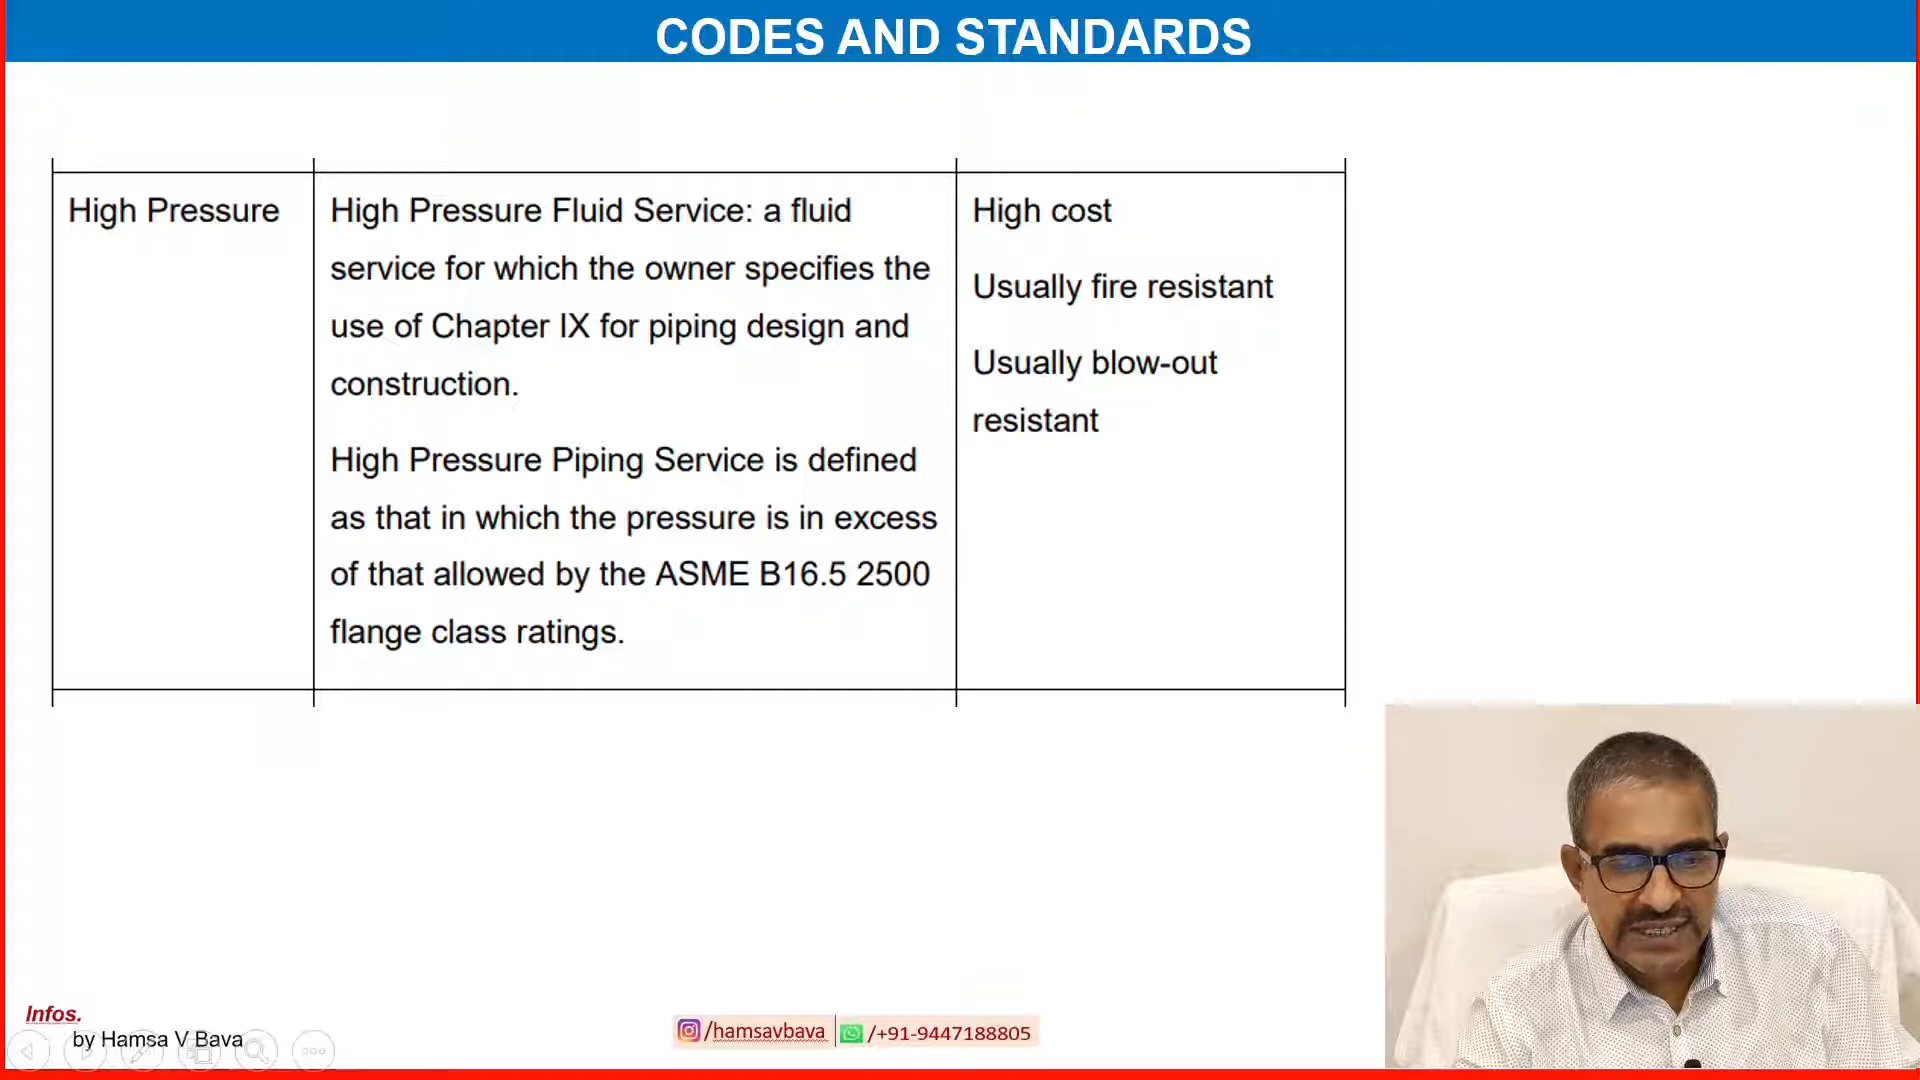 CODES AND STANDARDS
High Pressure
High Pressure Fluid Service: a fluid
service for which the owner specifies the
use of Chapter IX for piping design and
construction.
High Pressure Piping Service is defined
as that in which the pressure is in excess
of that allowed by the ASME B16.5 2500
flange class ratings.
High cost
Usually fire resistant
Usually blow-out
resistant
Infos.
by Hamsa V Bava
/hamsavbava
/+91-9447188805